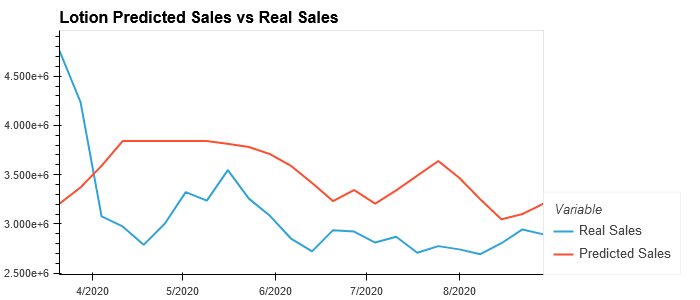 Lotion Predicted Sales vs Real Sales
4.500e+6
4.000e+6
3.500e+6
3.000e+6
2.500e+6
4/2020
5/2020
6/2020
7/2020
8/2020
Variable
Real Sales
Predicted Sales